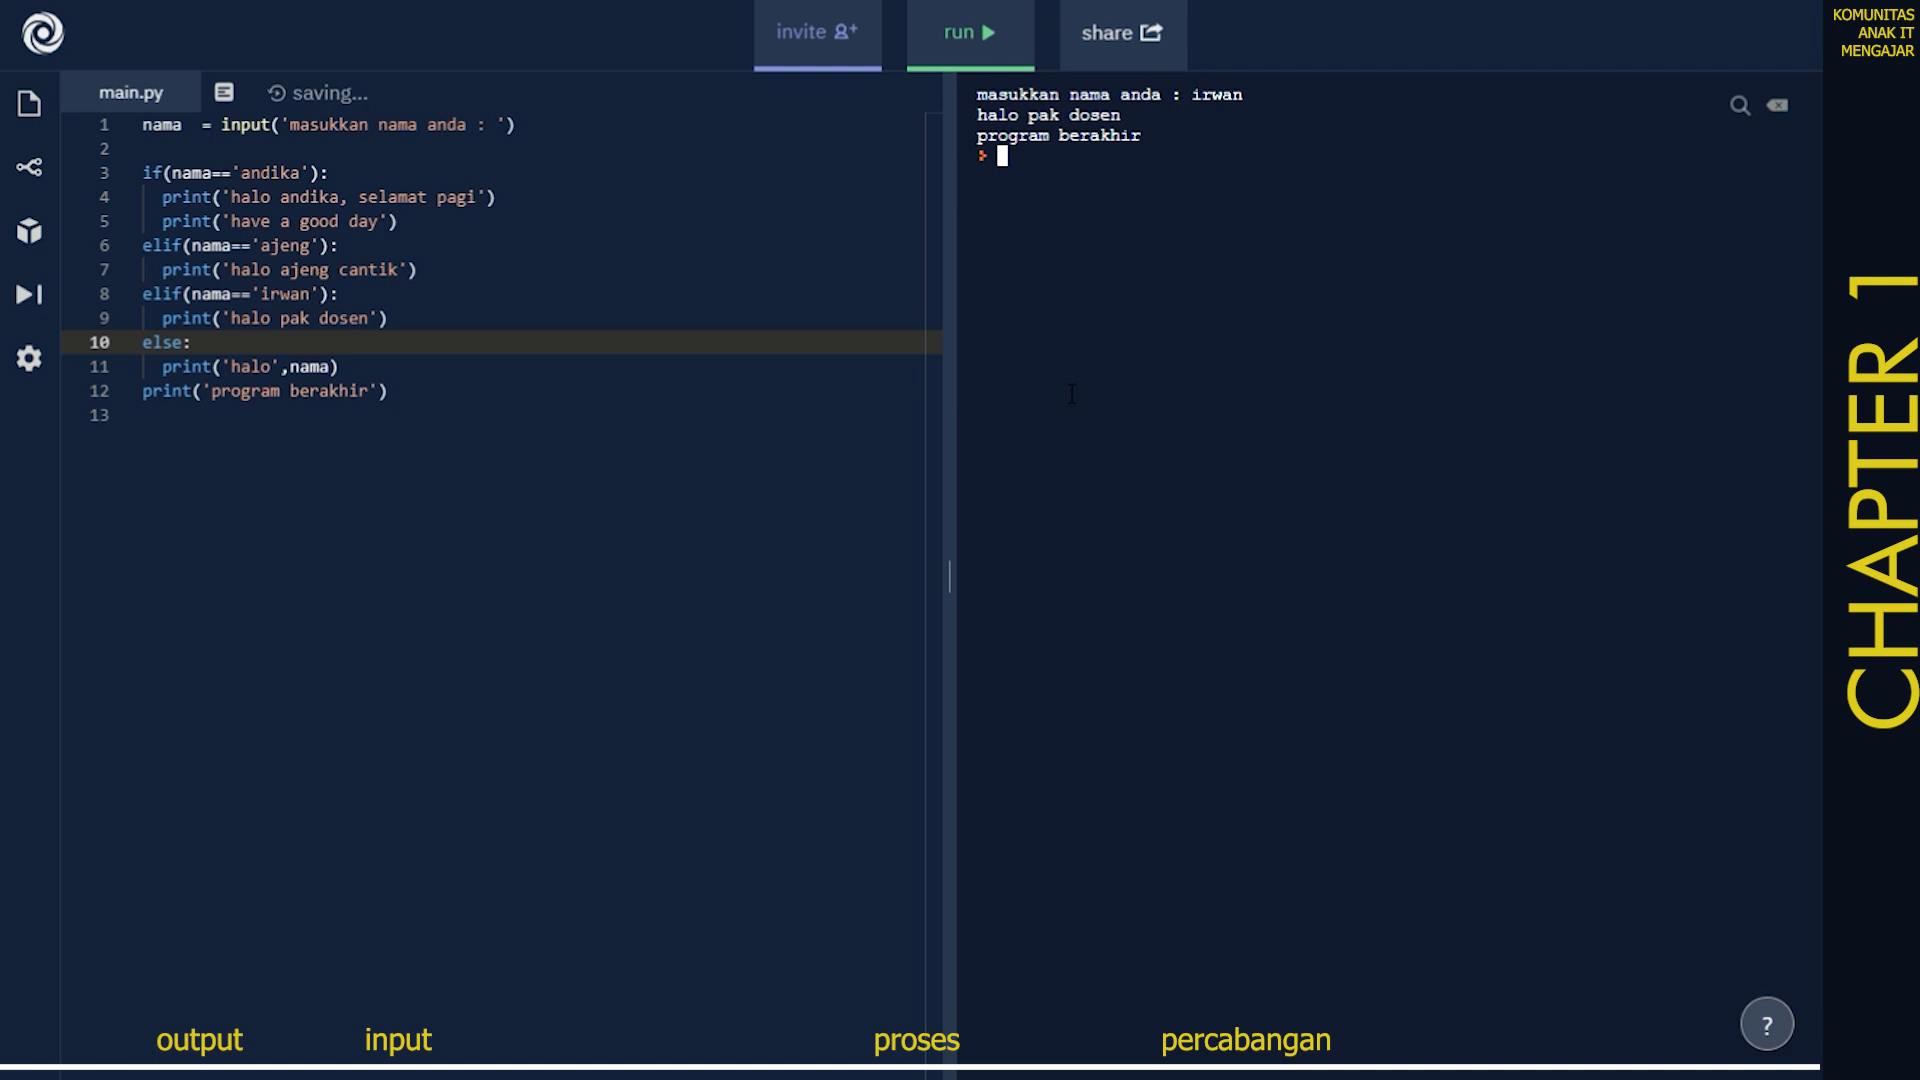 invite
run
share
KOMUNITAS
ANAK IT
MENGAJAR
main.py
saving...
1 nama  = input('masukkan nama anda : ')
2
3 if(nama=='andika'):
4   print('halo andika, selamat pagi')
5   print('have a good day')
6 elif(nama=='ajeng'):
7   print('halo ajeng cantik')
8 elif(nama=='irwan'):
9   print('halo pak dosen')
10 else:
11   print('halo',nama)
12 print('program berakhir')
13
masukkan nama anda : irwan
halo pak dosen
program berakhir
>
CHAPTER 1
?
output
input
proses
percabangan